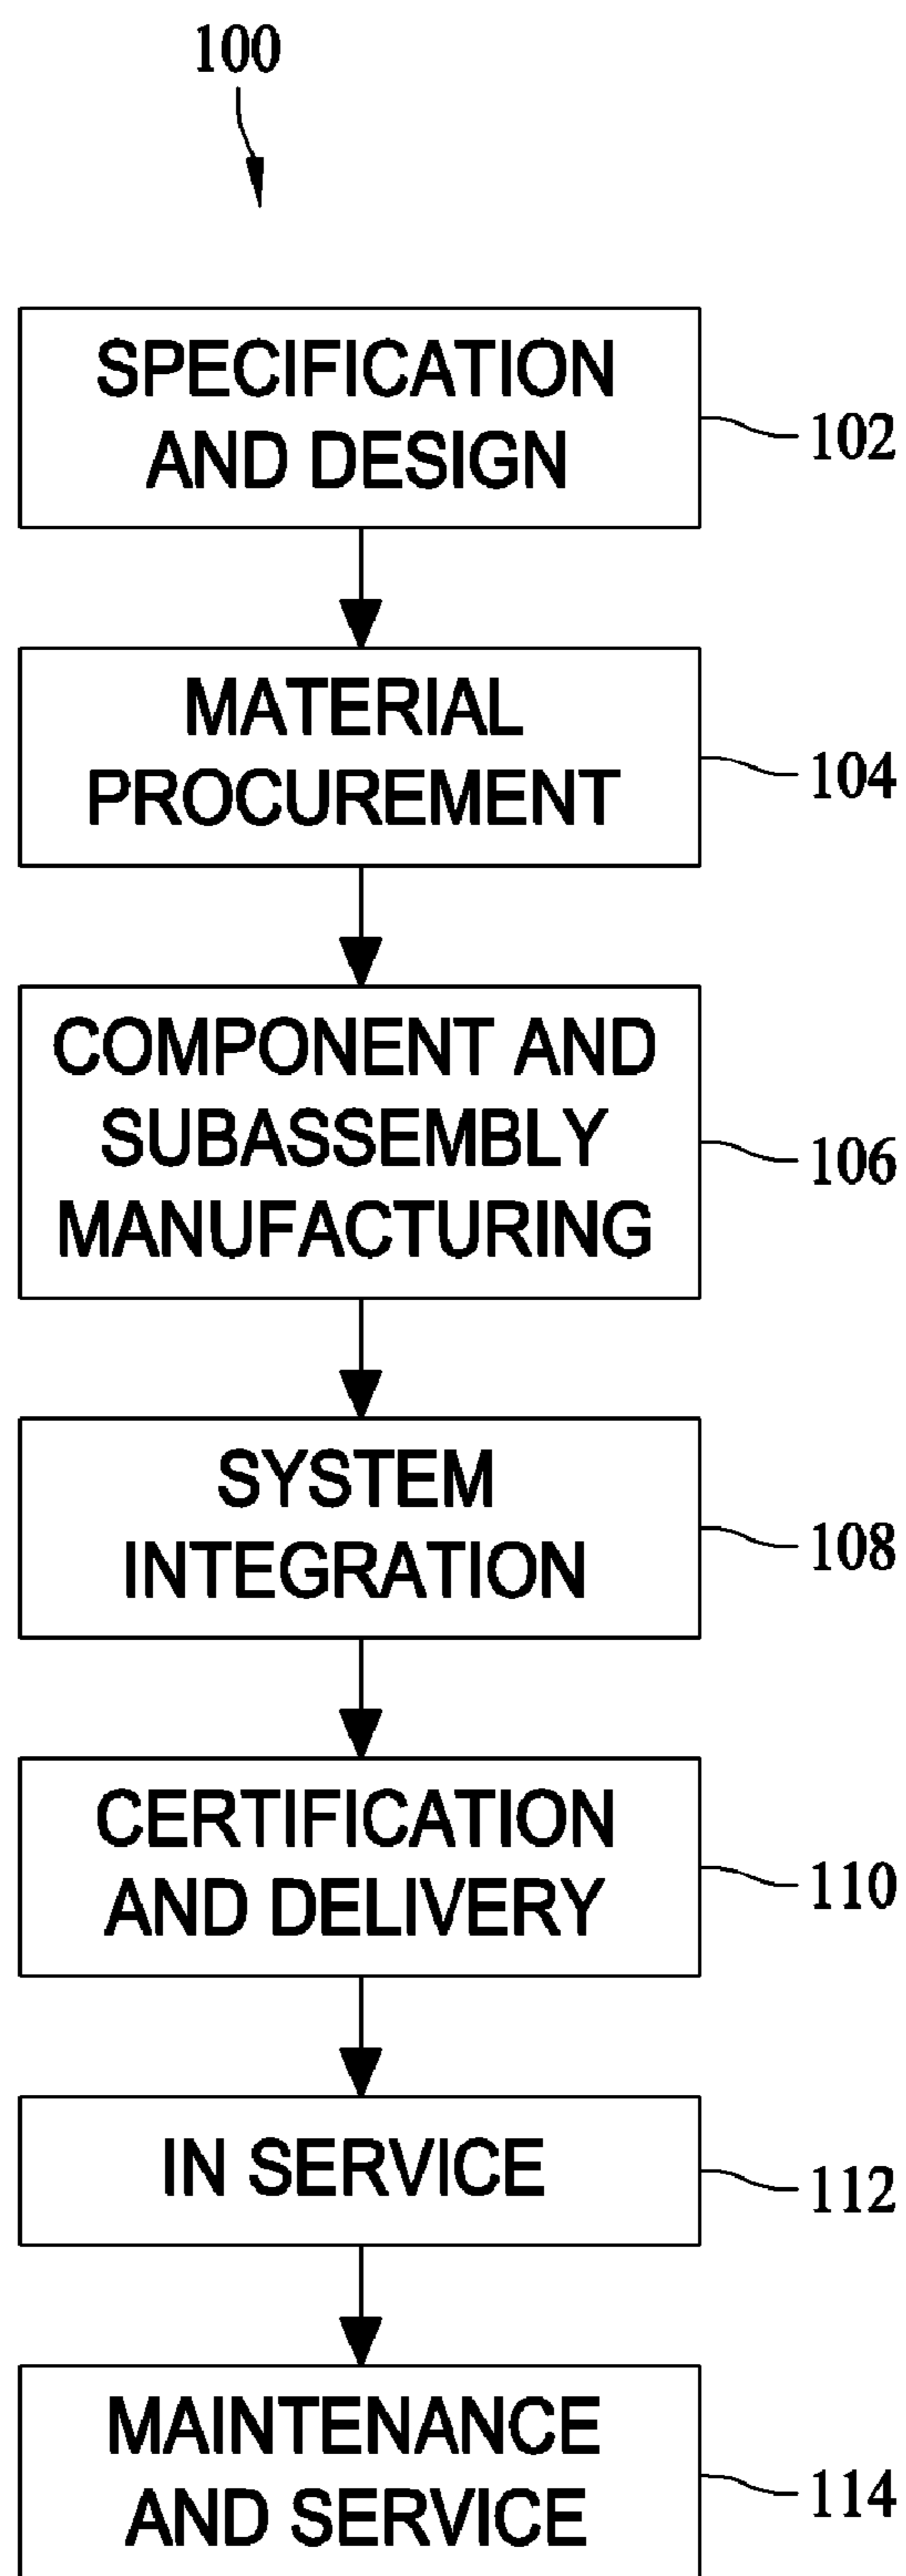 100
SPECIFICATION
AND DESIGN
102
MATERIAL
PROCUREMENT
104
COMPONENT AND
SUBASSEMBLY
MANUFACTURING
106
SYSTEM
INTEGRATION
108
CERTIFICATION
AND DELIVERY
110
IN SERVICE
112
MAINTENANCE
AND SERVICE
114